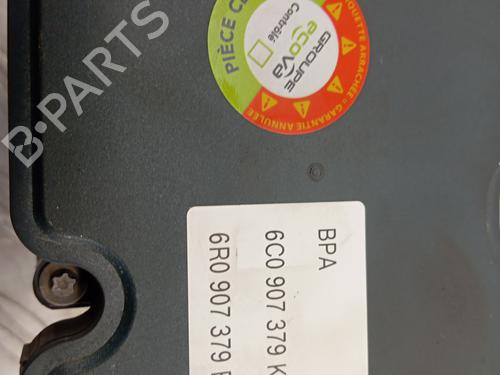 B-PARTS
PIÈCE
GROUPE
ecova
Contrôlé
GARANTIE ANNULÉE
BPA
6C0 907 379 K
6R0 907 379